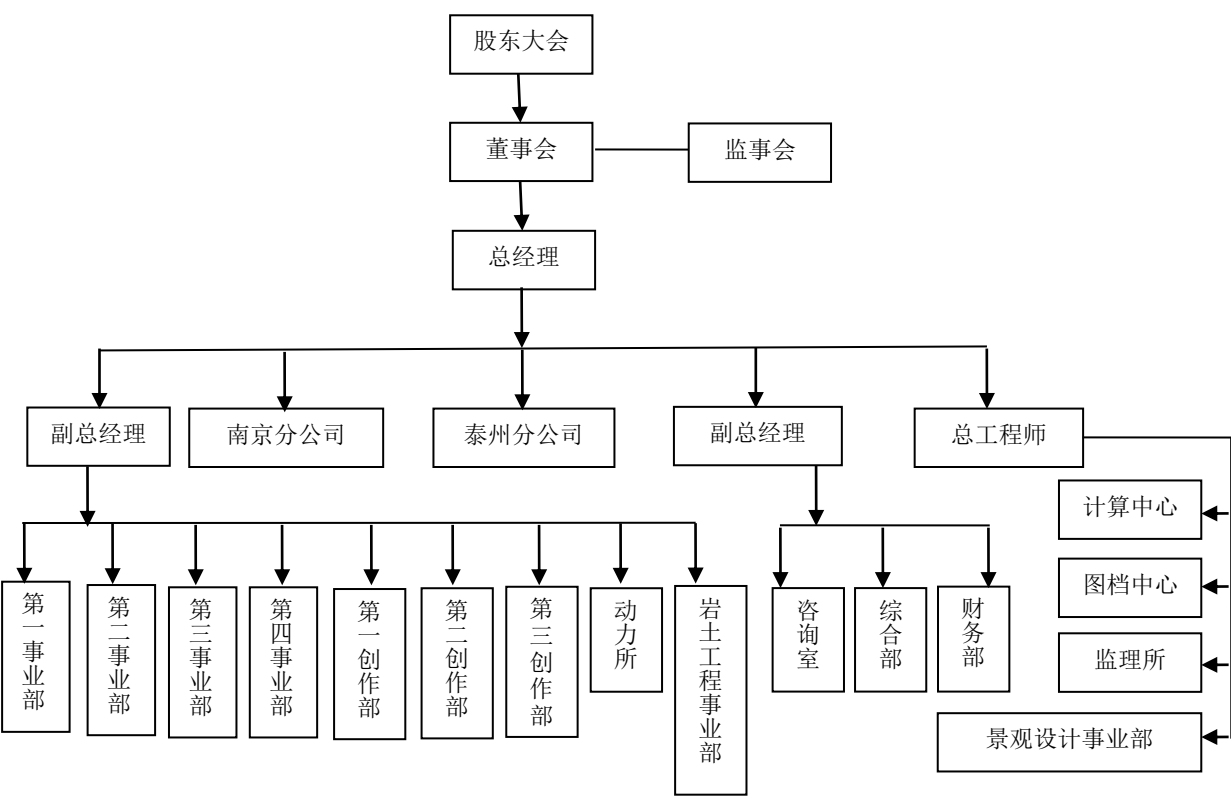 股东大会
董事会
监事会
总经理
副总经理
南京分公司
泰州分公司
副总经理
总工程师
计算中心
图档中心
监理所
景观设计事业部
第一事业部
第二事业部
第三事业部
第四事业部
第一创作部
第二创作部
第三创作部
动力所
岩土工程事业部
咨询室
综合部
财务部